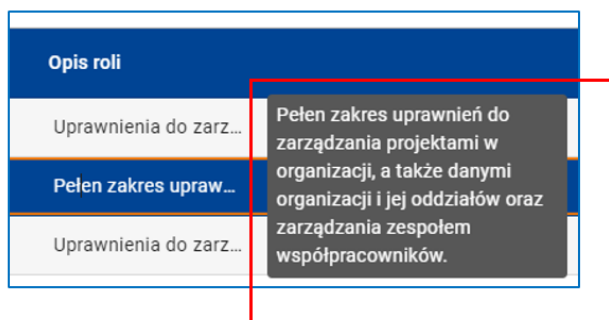 Opis roli
Uprawnienia do zarz...
Pełen zakres upraw...
Uprawnienia do zarz...
Pełen zakres uprawnień do
zarządzania projektami w
organizacji, a także danymi
organizacji i jej oddziałów oraz
zarządzania zespołem
współpracowników.